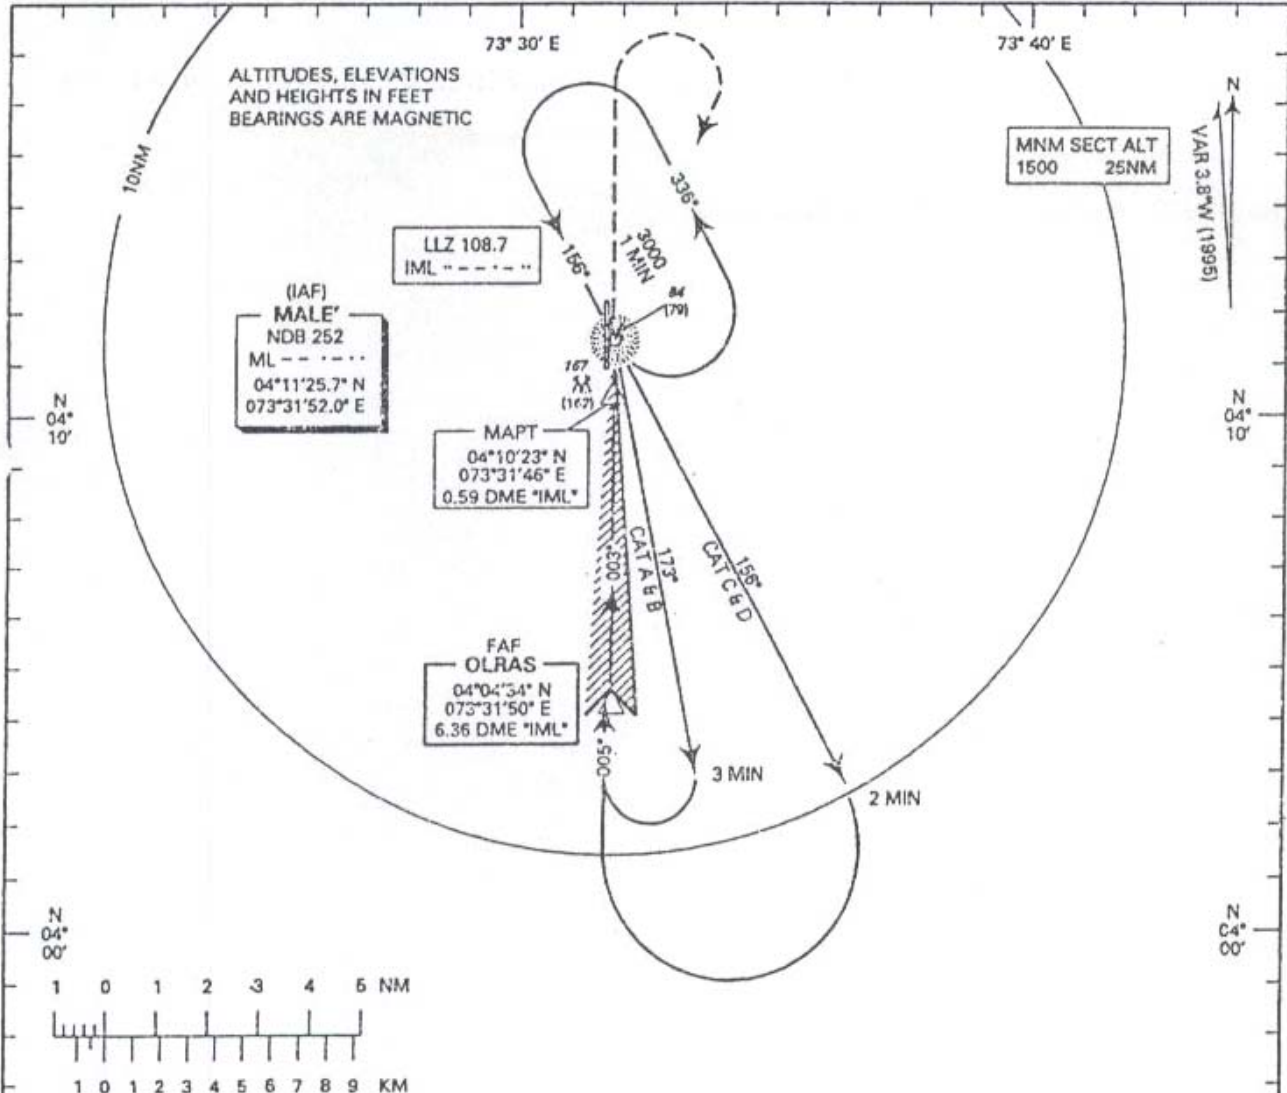 73° 30' E
73° 40' E
ALTITUDES, ELEVATIONS
AND HEIGHTS IN FEET
BEARINGS ARE MAGNETIC
10NM
N
VAR 3.8°W (1995)
MNM SECT ALT
1500 25NM
336°
3000
1 MIN
156°
LLZ 108.7
IML ·· –– ·–··
84
(79)
(IAF)
MALE'
NDB 252
ML –– ·–··
04°11'25.7" N
073°31'52.0" E
167
(167)
N
04°
10'
N
04°
10'
MAPT
04°10'23" N
073°31'46" E
0.59 DME "IML"
003°
173°
CAT A & B
156°
CAT C & D
FAF
OLRAS
04°04'34" N
073°31'50" E
6.36 DME "IML"
005°
3 MIN
2 MIN
N
04°
00'
N
04°
00'
1 0 1 2 3 4 5 NM
1 0 1 2 3 4 5 6 7 8 9 KM